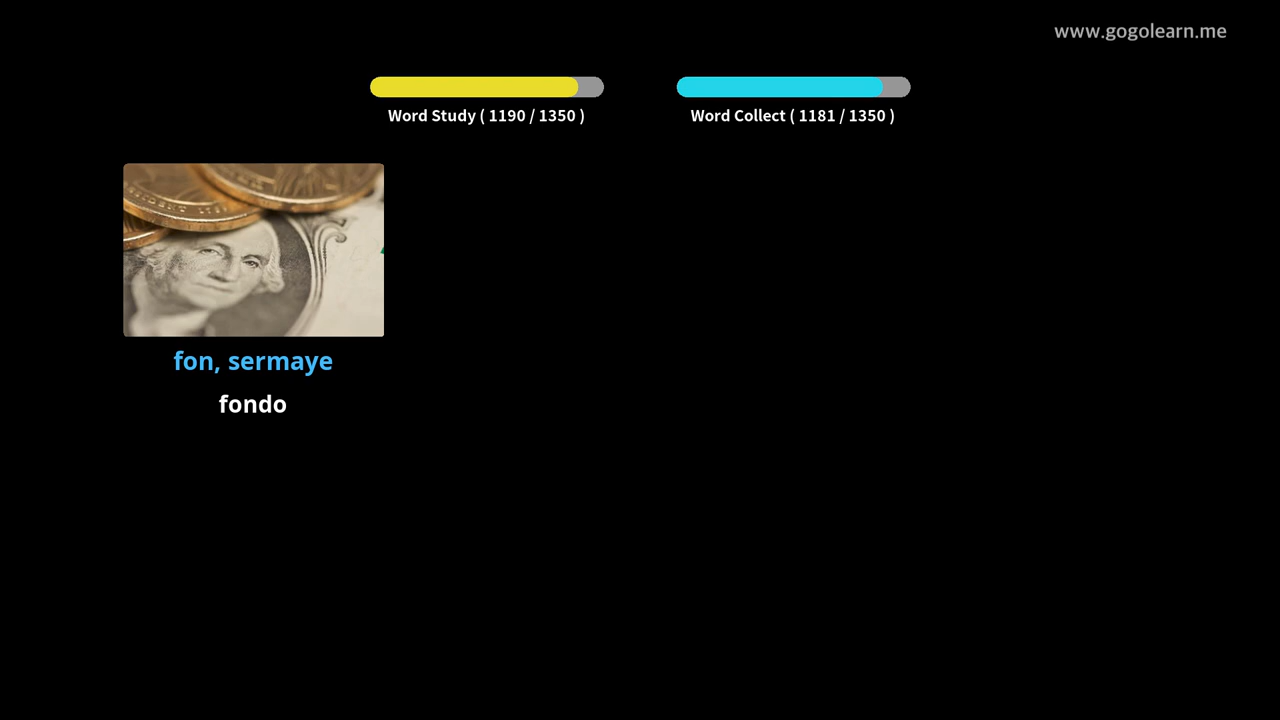 www.gogolearn.me
Word Study ( 1190 / 1350 )
Word Collect ( 1181 / 1350 )
fon, sermaye
fondo